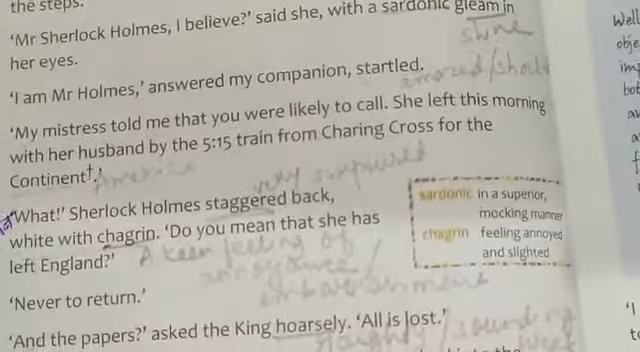 the steps.
'Mr Sherlock Holmes, I believe?' said she, with a sardonic gleam in
shine
her eyes.
'I am Mr Holmes,' answered my companion, startled.
amazed/shock
'My mistress told me that you were likely to call. She left this morning
with her husband by the 5:15 train from Charing Cross for the
Continent†.'
America
very surprised
'What!' Sherlock Holmes staggered back,
white with chagrin. 'Do you mean that she has
left England?'
A keen feeling of
annoyance/
embarrassment
sardonic in a superior,
mocking manner
chagrin feeling annoyed
and slighted
'Never to return.'
'And the papers?' asked the King hoarsely. 'All is lost.'
sounding
Well
obje
imp
bot
'I